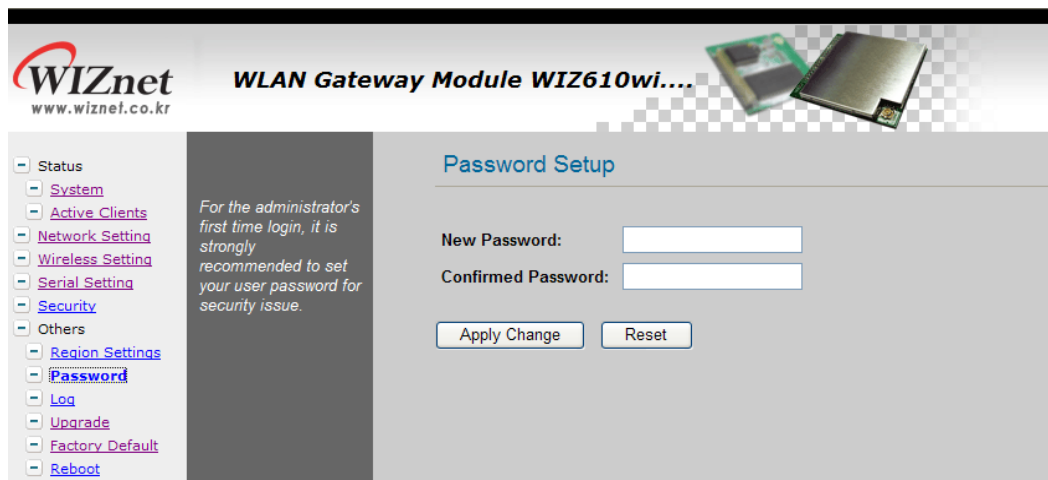 WIZnet
www.wiznet.co.kr
WLAN Gateway Module WIZ610wi....
Status
System
Active Clients
Network Setting
Wireless Setting
Serial Setting
Security
Others
Region Settings
Password
Log
Upgrade
Factory Default
Reboot
For the administrator's
first time login, it is
strongly
recommended to set
your user password for
security issue.
Password Setup
New Password:
Confirmed Password:
Apply Change
Reset